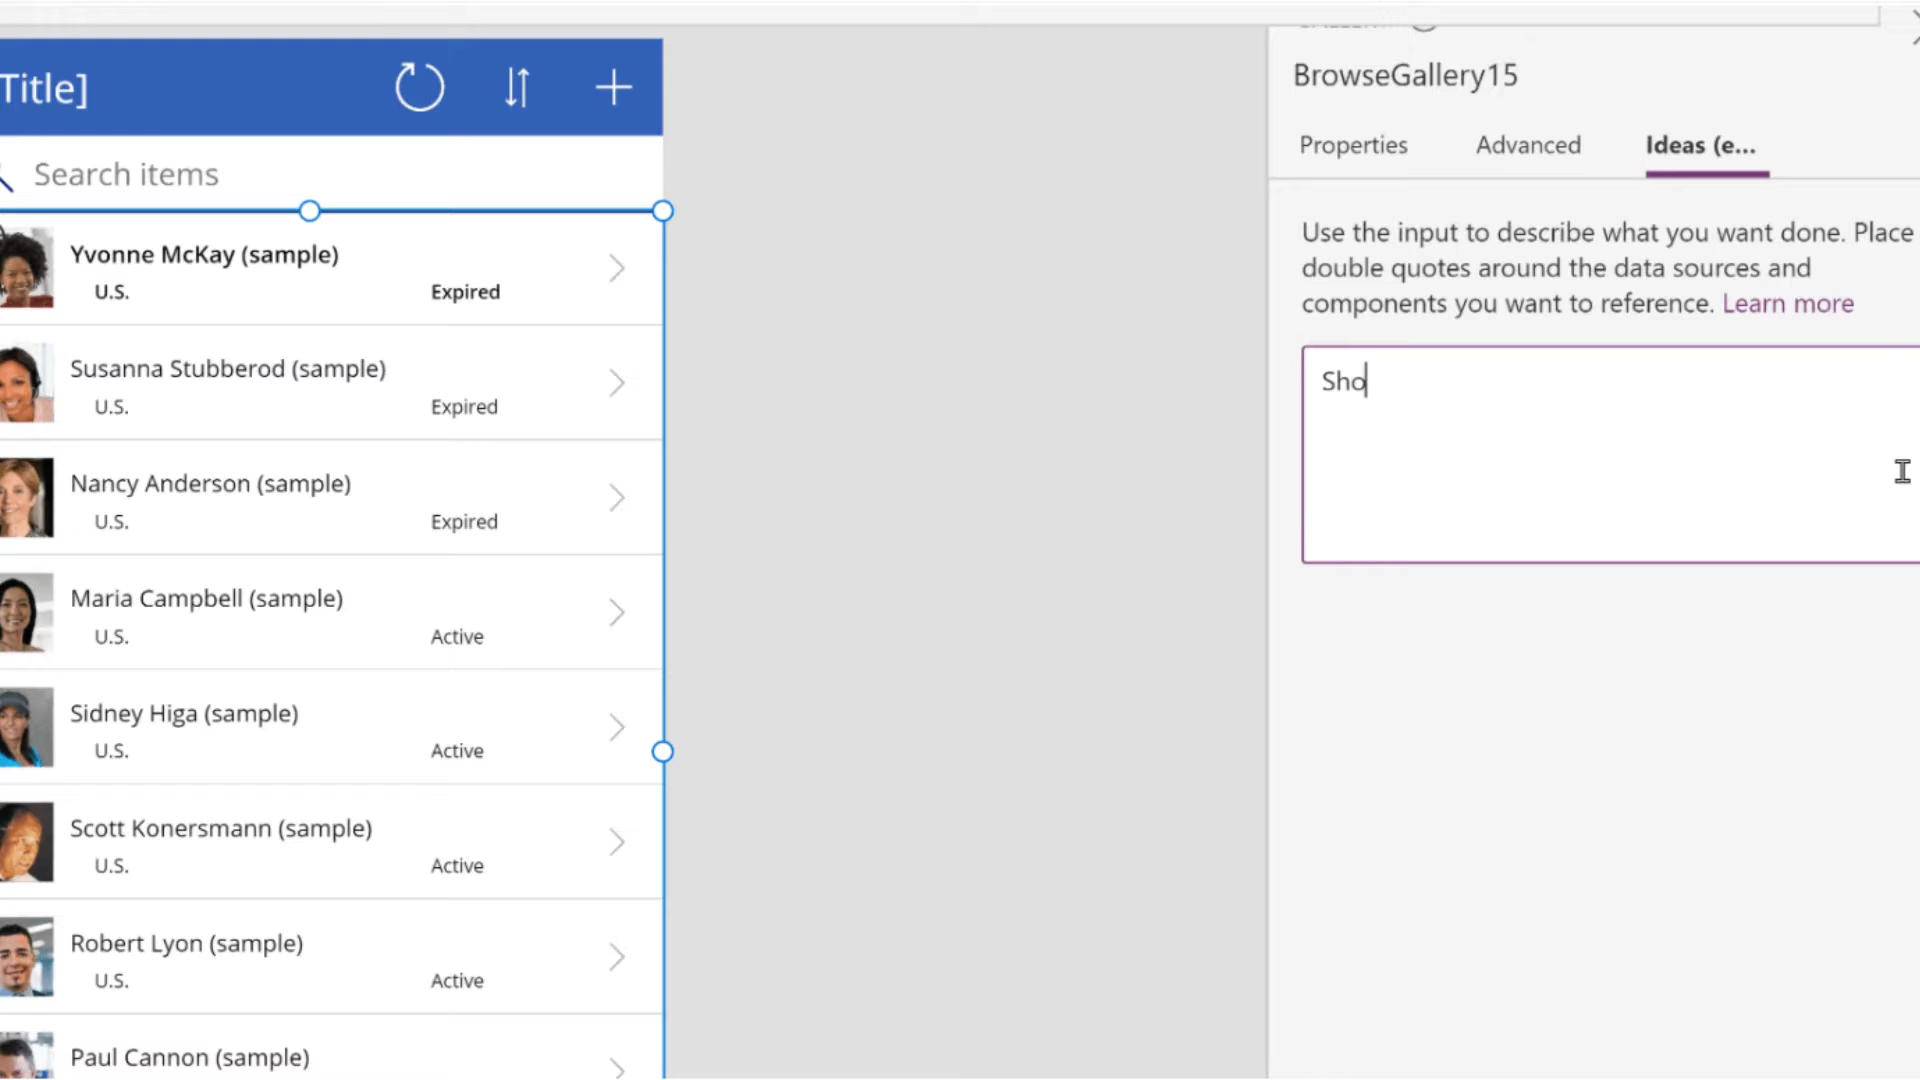 Title]
Search items
Yvonne McKay (sample)
U.S. Expired
Susanna Stubberod (sample)
U.S. Expired
Nancy Anderson (sample)
U.S. Expired
Maria Campbell (sample)
U.S. Active
Sidney Higa (sample)
U.S. Active
Scott Konersmann (sample)
U.S. Active
Robert Lyon (sample)
U.S. Active
Paul Cannon (sample)
BrowseGallery15
Properties Advanced Ideas (e...
Use the input to describe what you want done. Place
double quotes around the data sources and
components you want to reference. Learn more
Sho